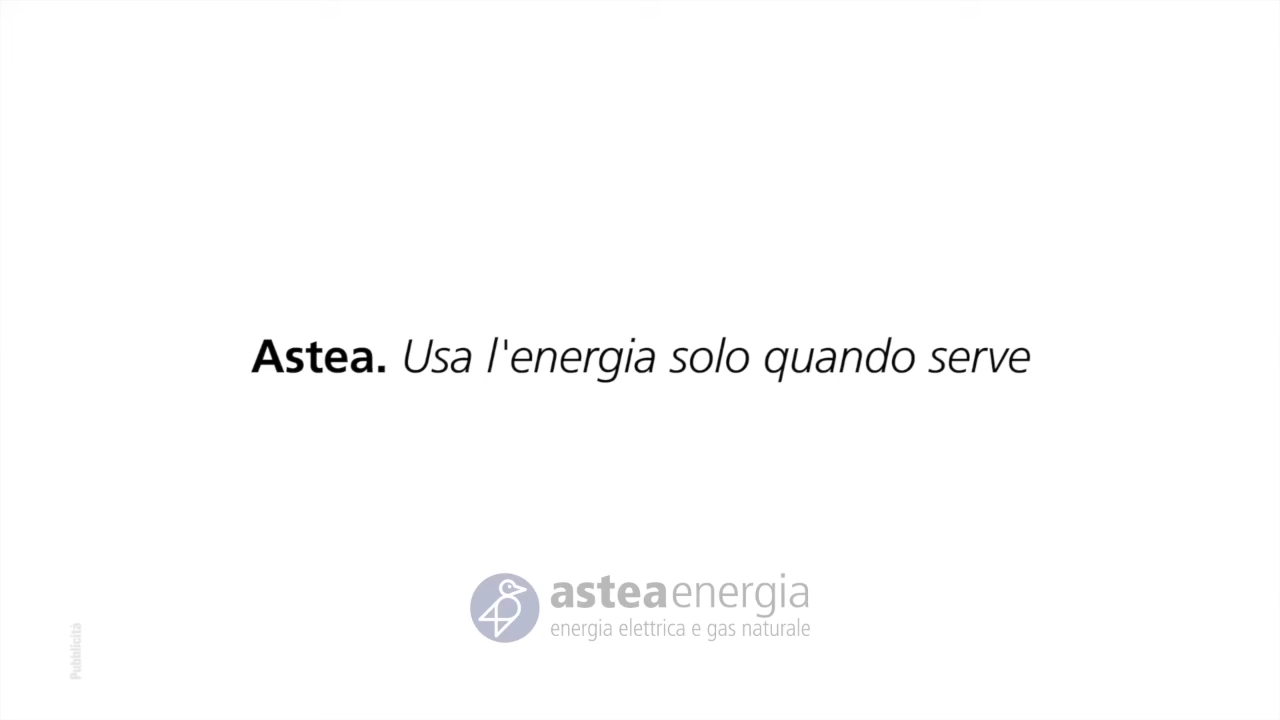 Astea. Usa l'energia solo quando serve
asteaenergia
energia elettrica e gas naturale
Pubblicità